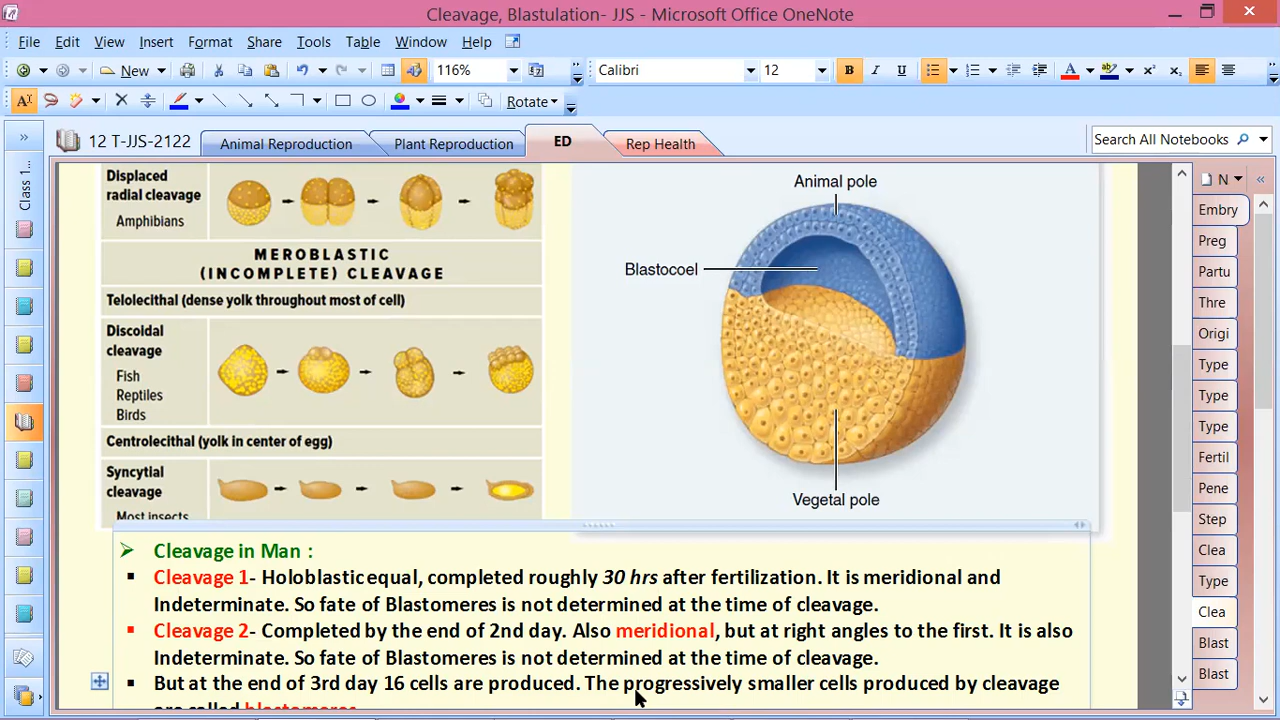 Cleavage, Blastulation- JJS - Microsoft Office OneNote
File Edit View Insert Format Share Tools Table Window Help
New 116% Calibri 12 B I U
Rotate
12 T-JJS-2122 Animal Reproduction Plant Reproduction ED Rep Health Search All Notebooks
Class 1.
N
Embry
Preg
Partu
Thre
Origi
Type
Type
Type
Fertil
Pene
Step
Clea
Type
Clea
Blast
Blast
Displaced
radial cleavage
Amphibians
MEROBLASTIC
(INCOMPLETE) CLEAVAGE
Telolecithal (dense yolk throughout most of cell)
Discoidal
cleavage
Fish
Reptiles
Birds
Centrolecithal (yolk in center of egg)
Syncytial
cleavage
Most insects
Animal pole
Blastocoel
Vegetal pole
Cleavage in Man :
Cleavage 1- Holoblastic equal, completed roughly 30 hrs after fertilization. It is meridional and
Indeterminate. So fate of Blastomeres is not determined at the time of cleavage.
Cleavage 2- Completed by the end of 2nd day. Also meridional, but at right angles to the first. It is also
Indeterminate. So fate of Blastomeres is not determined at the time of cleavage.
But at the end of 3rd day 16 cells are produced. The progressively smaller cells produced by cleavage
are called blastomeres